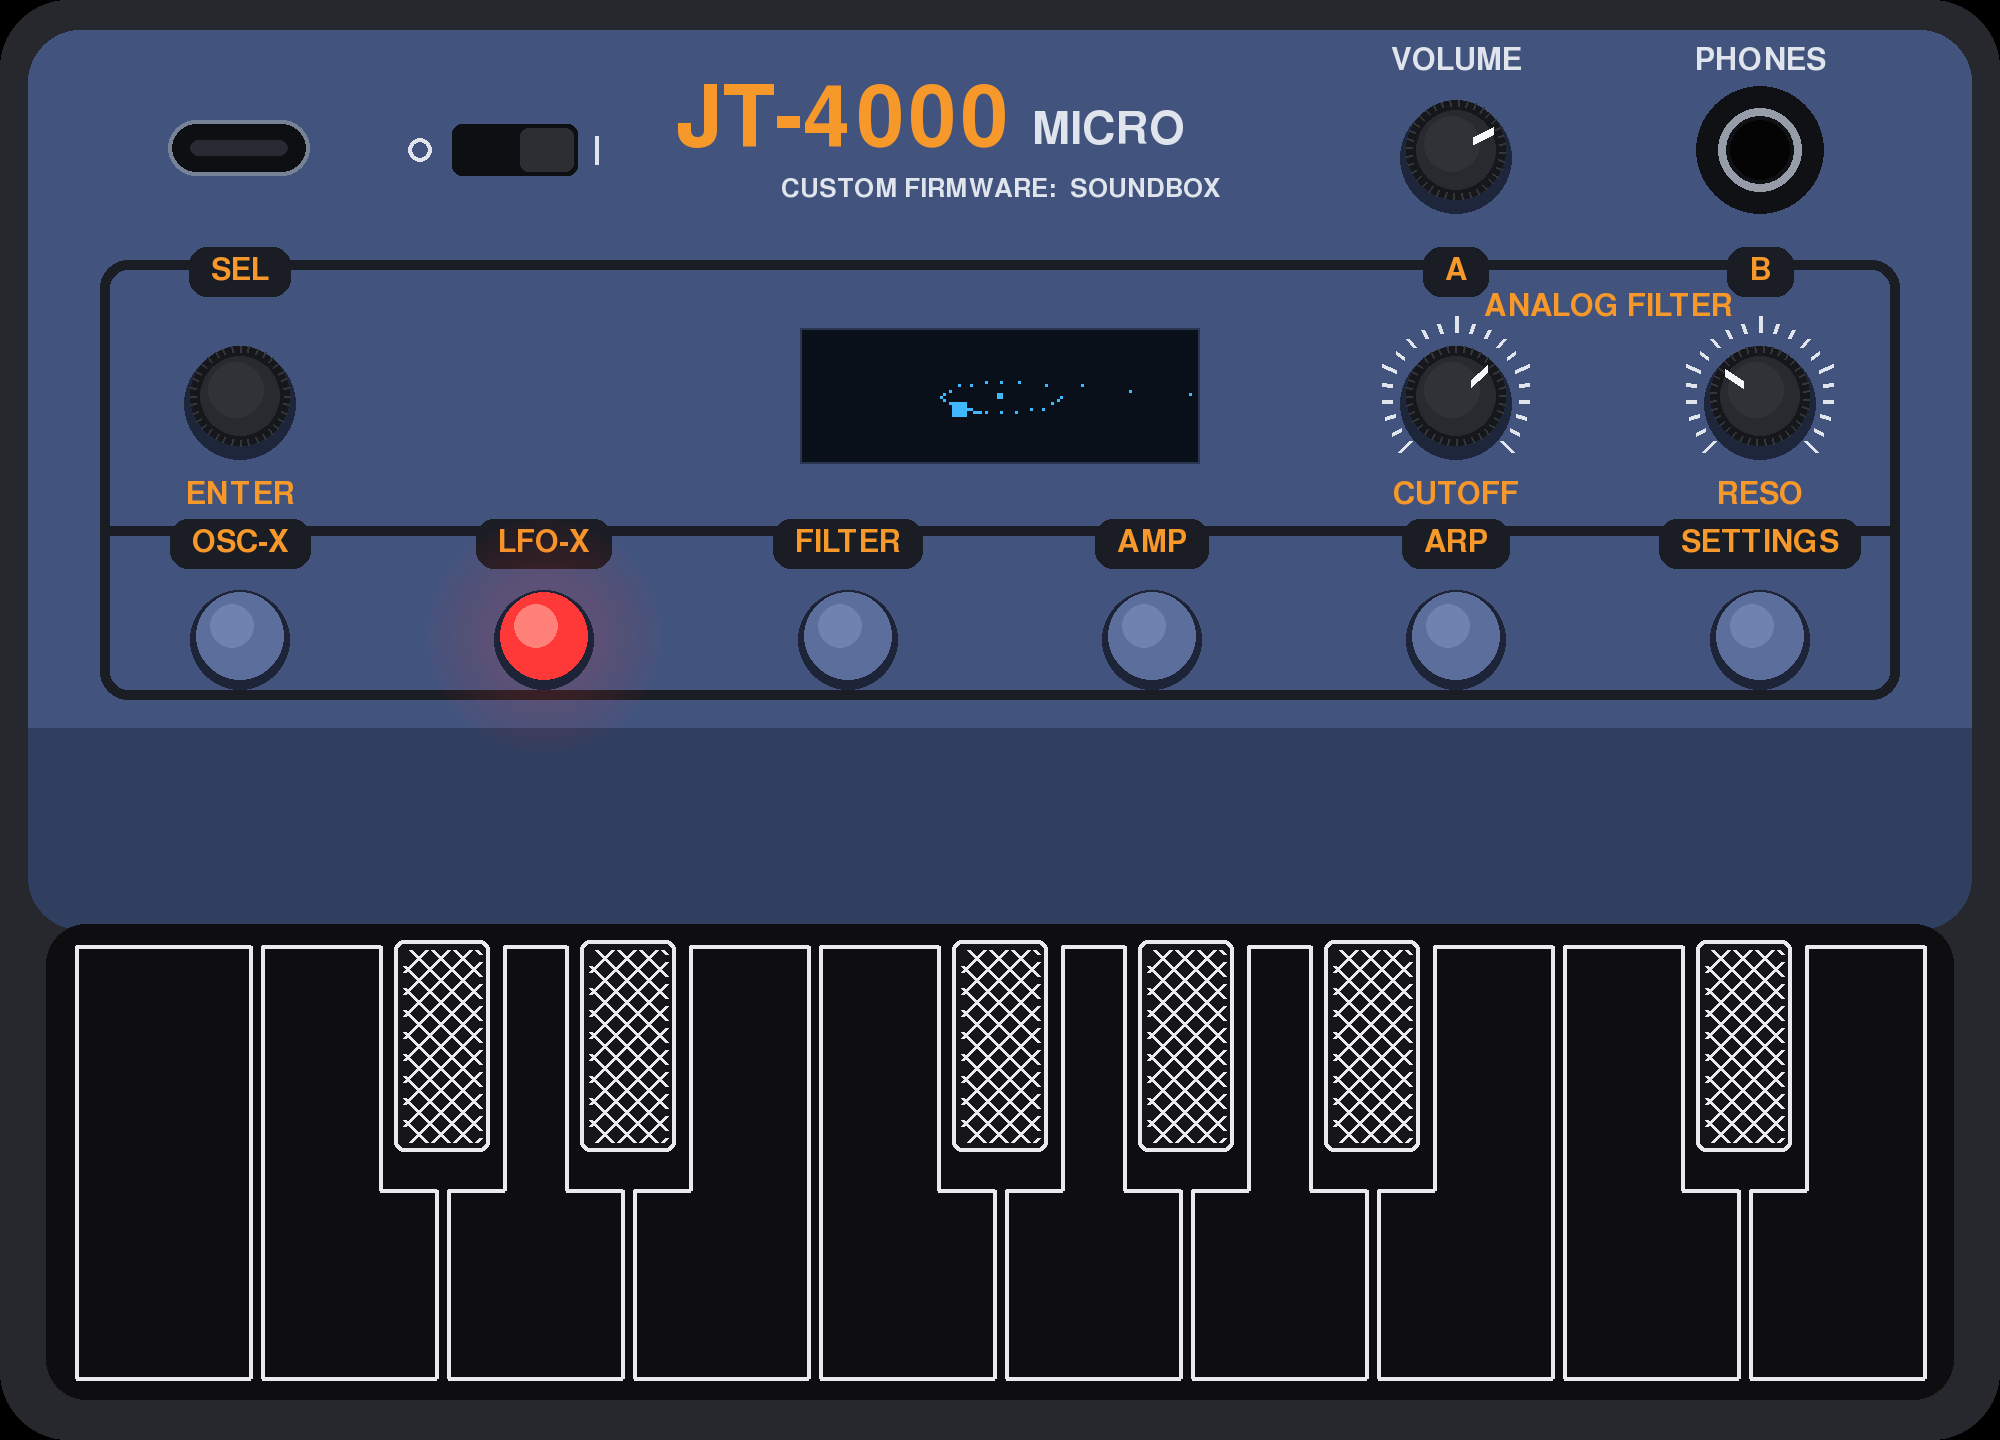 VOLUME PHONES
JT-4000 MICRO
CUSTOM FIRMWARE: SOUNDBOX
SEL A B
ANALOG FILTER
ENTER CUTOFF RESO
OSC-X LFO-X FILTER AMP ARP SETTINGS